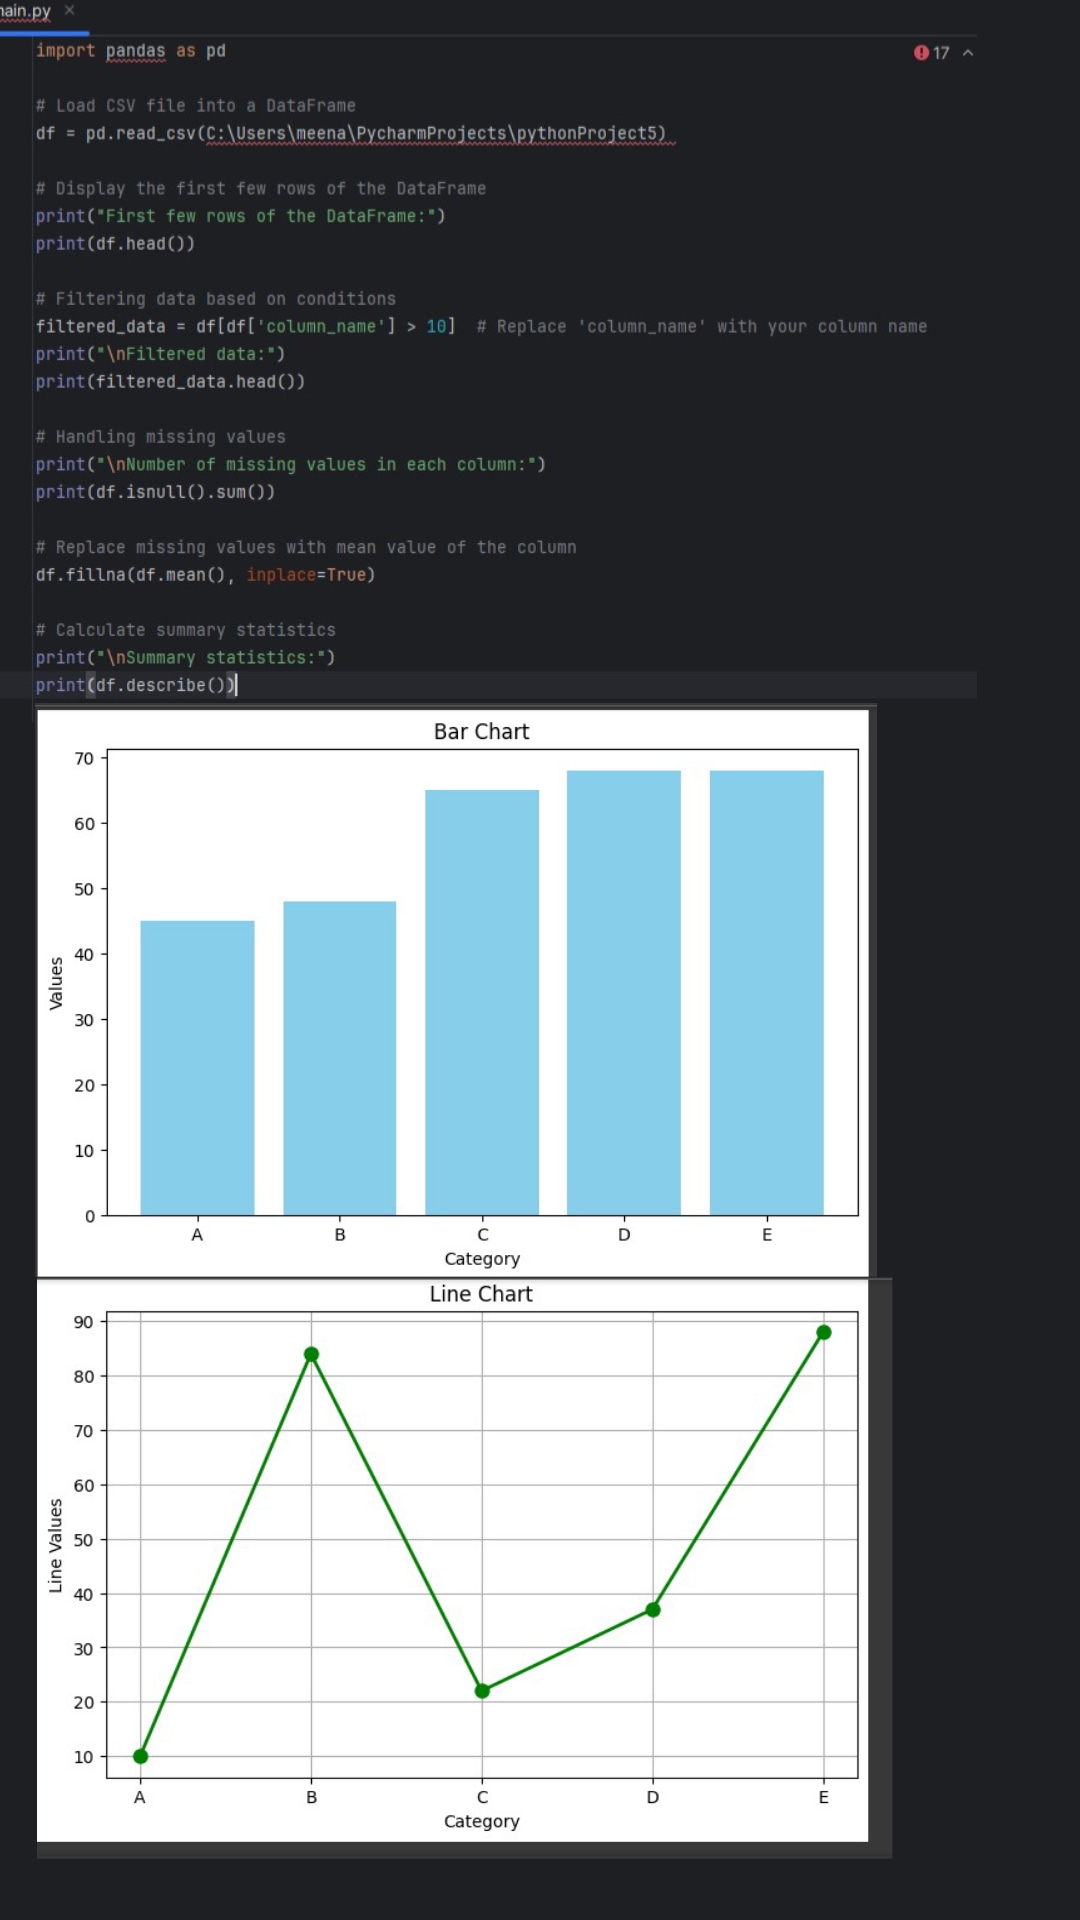 main.py ×
import pandas as pd
17
# Load CSV file into a DataFrame
df = pd.read_csv(C:\Users\meena\PycharmProjects\pythonProject5)
# Display the first few rows of the DataFrame
print("First few rows of the DataFrame:")
print(df.head())
# Filtering data based on conditions
filtered_data = df[df['column_name'] > 10]  # Replace 'column_name' with your column name
print("\nFiltered data:")
print(filtered_data.head())
# Handling missing values
print("\nNumber of missing values in each column:")
print(df.isnull().sum())
# Replace missing values with mean value of the column
df.fillna(df.mean(), inplace=True)
# Calculate summary statistics
print("\nSummary statistics:")
print(df.describe())
Bar Chart
70
60
50
40
30
20
10
0
Values
A B C D E
Category
Line Chart
90
80
70
60
50
40
30
20
10
Line Values
A B C D E
Category